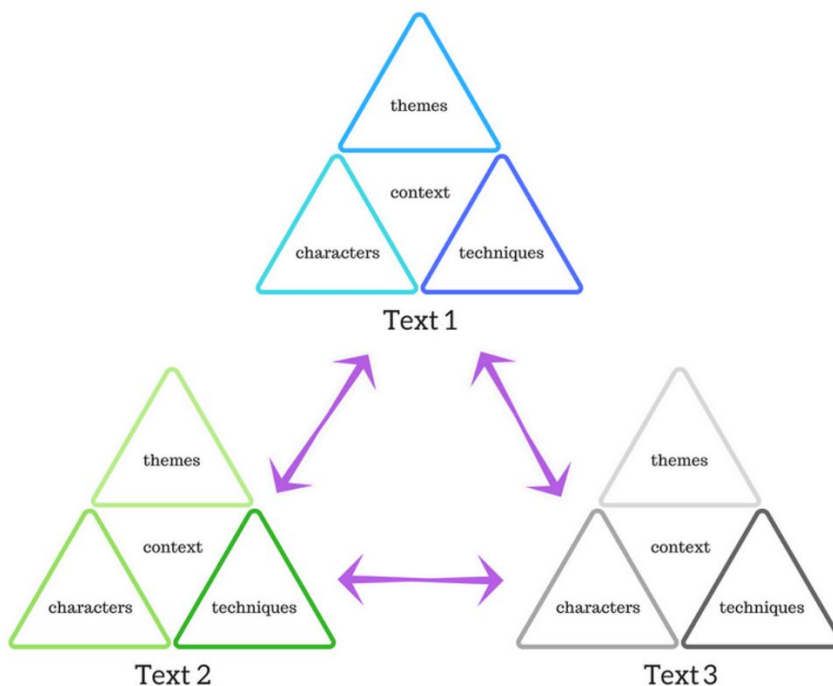 themes
context
characters
techniques
Text 1
themes
themes
context
context
characters
techniques
characters
techniques
Text 2
Text 3